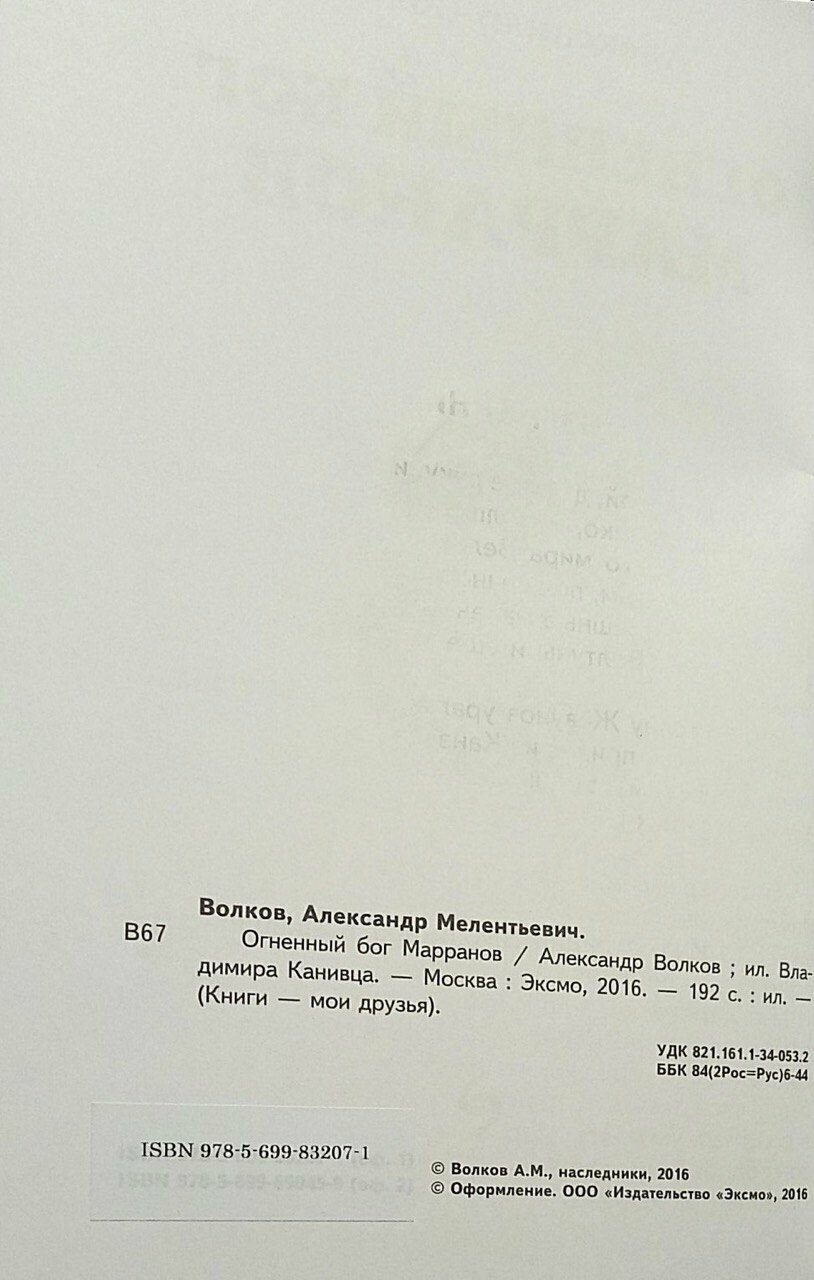 Волков, Александр Мелентьевич.
В67 Огненный бог Марранов / Александр Волков ; ил. Вла-
димира Канивца. — Москва : Эксмо, 2016. — 192 с. : ил. —
(Книги — мои друзья).
УДК 821.161.1-34-053.2
ББК 84(2Рос=Рус)6-44
ISBN 978-5-699-83207-1
© Волков А.М., наследники, 2016
© Оформление. ООО «Издательство «Эксмо», 2016